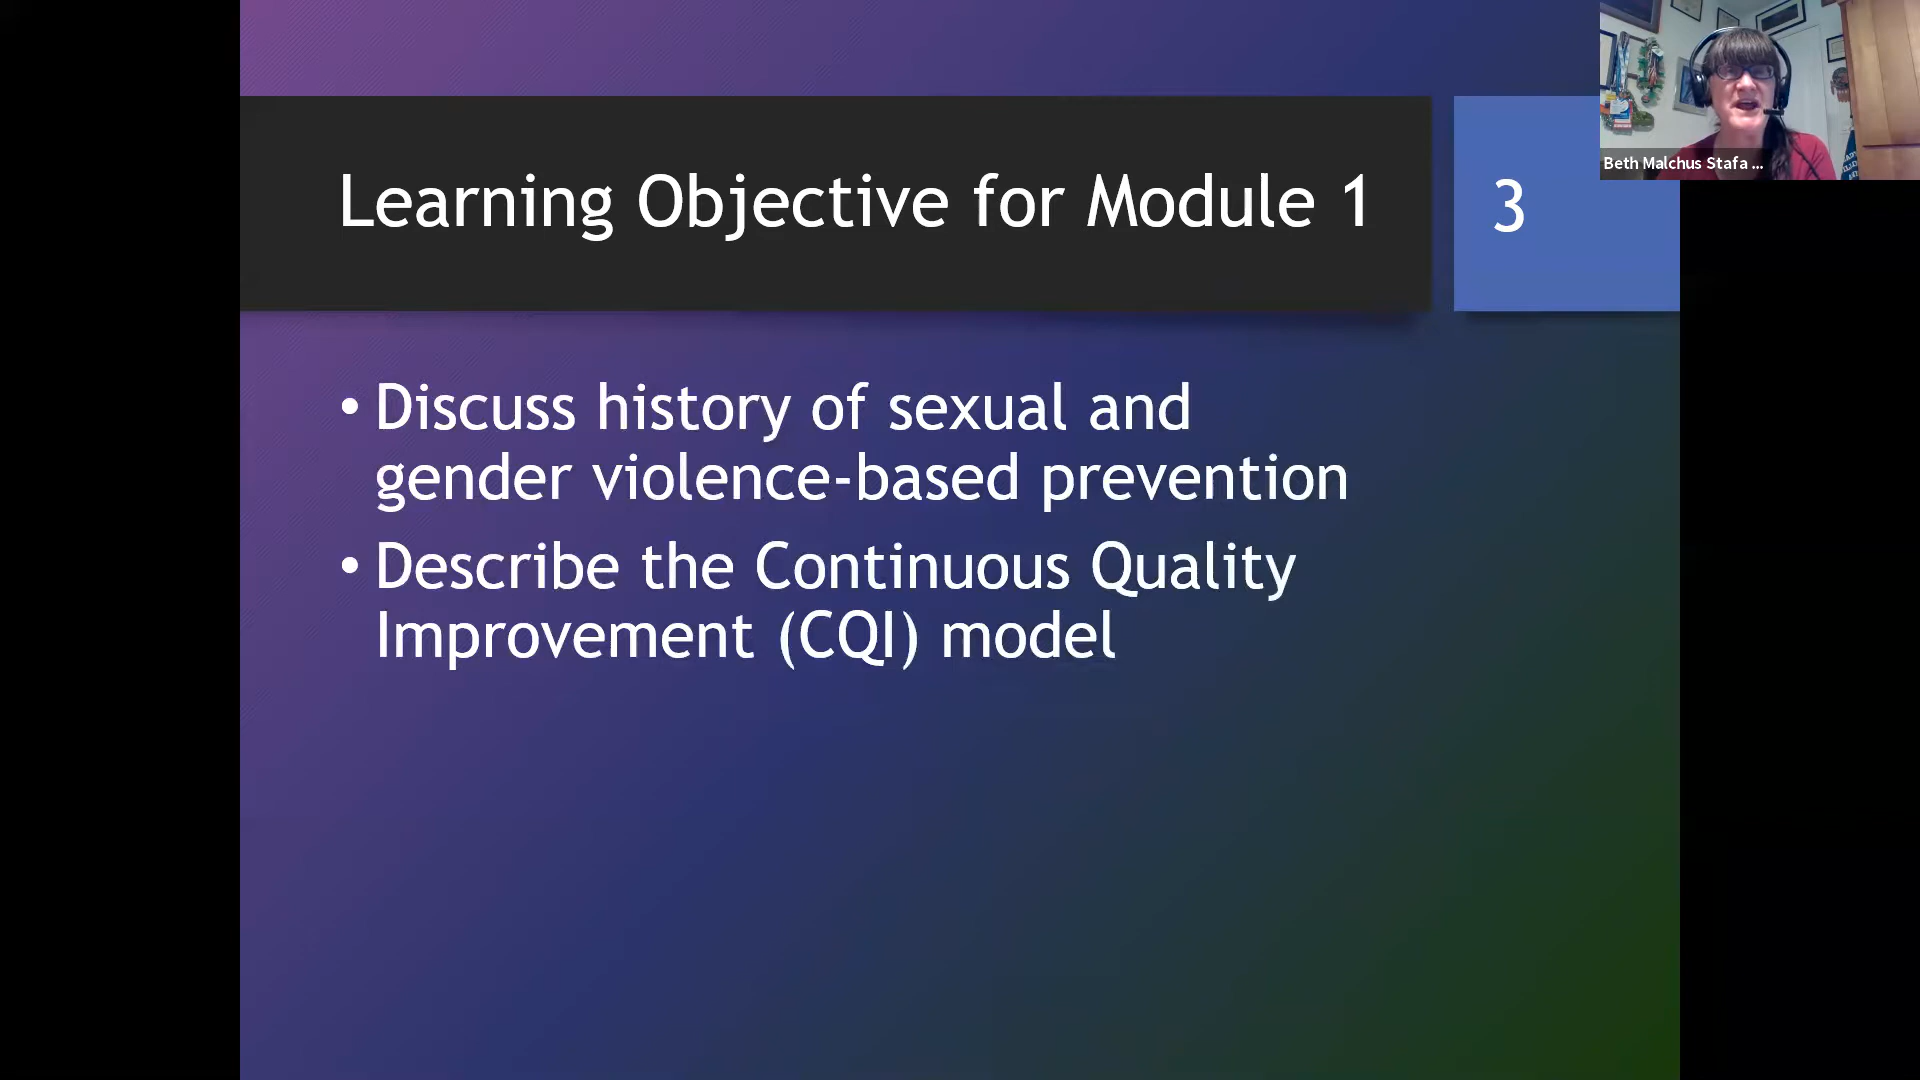 Learning Objective for Module 1
3
Beth Malchus Stafa ...
• Discuss history of sexual and
gender violence-based prevention
• Describe the Continuous Quality
Improvement (CQI) model